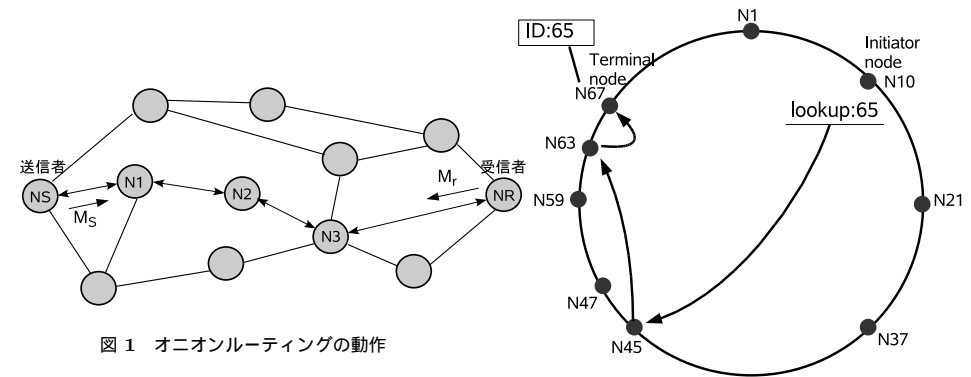 送信者
NS
M_S
N1
N2
N3
M_r
受信者
NR
図 1 オニオンルーティングの動作
N1
ID:65
Terminal
node
N67
Initiator
node
N10
lookup:65
N63
N59
N21
N47
N45
N37